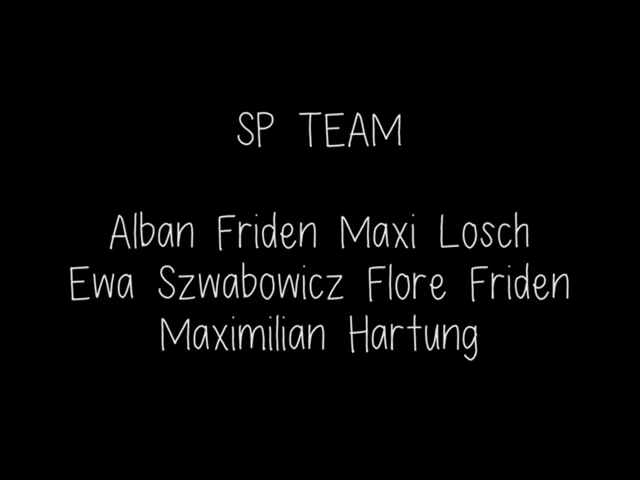 SP TEAM
Alban Friden Maxi Losch
Ewa Szwabowicz Flore Friden
Maximilian Hartung